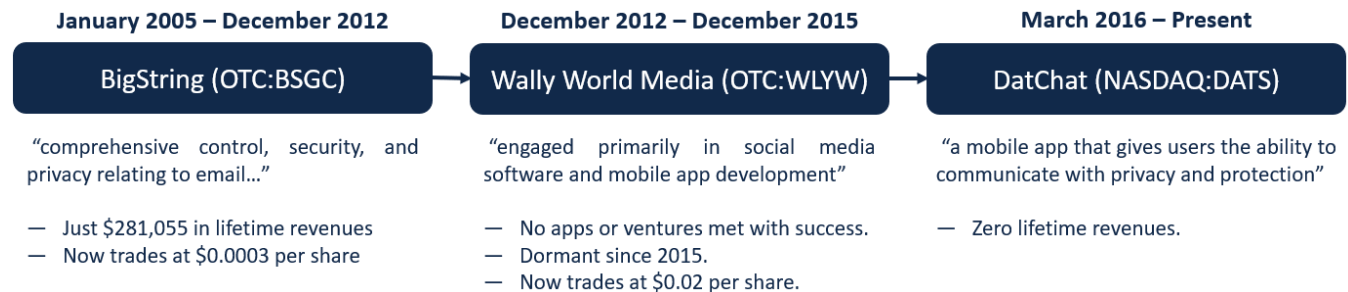 January 2005 – December 2012
BigString (OTC:BSGC)
“comprehensive control, security, and
privacy relating to email…”
— Just $281,055 in lifetime revenues
— Now trades at $0.0003 per share
December 2012 – December 2015
Wally World Media (OTC:WLYW)
“engaged primarily in social media
software and mobile app development”
— No apps or ventures met with success.
— Dormant since 2015.
— Now trades at $0.02 per share.
March 2016 – Present
DatChat (NASDAQ:DATS)
“a mobile app that gives users the ability to
communicate with privacy and protection”
— Zero lifetime revenues.